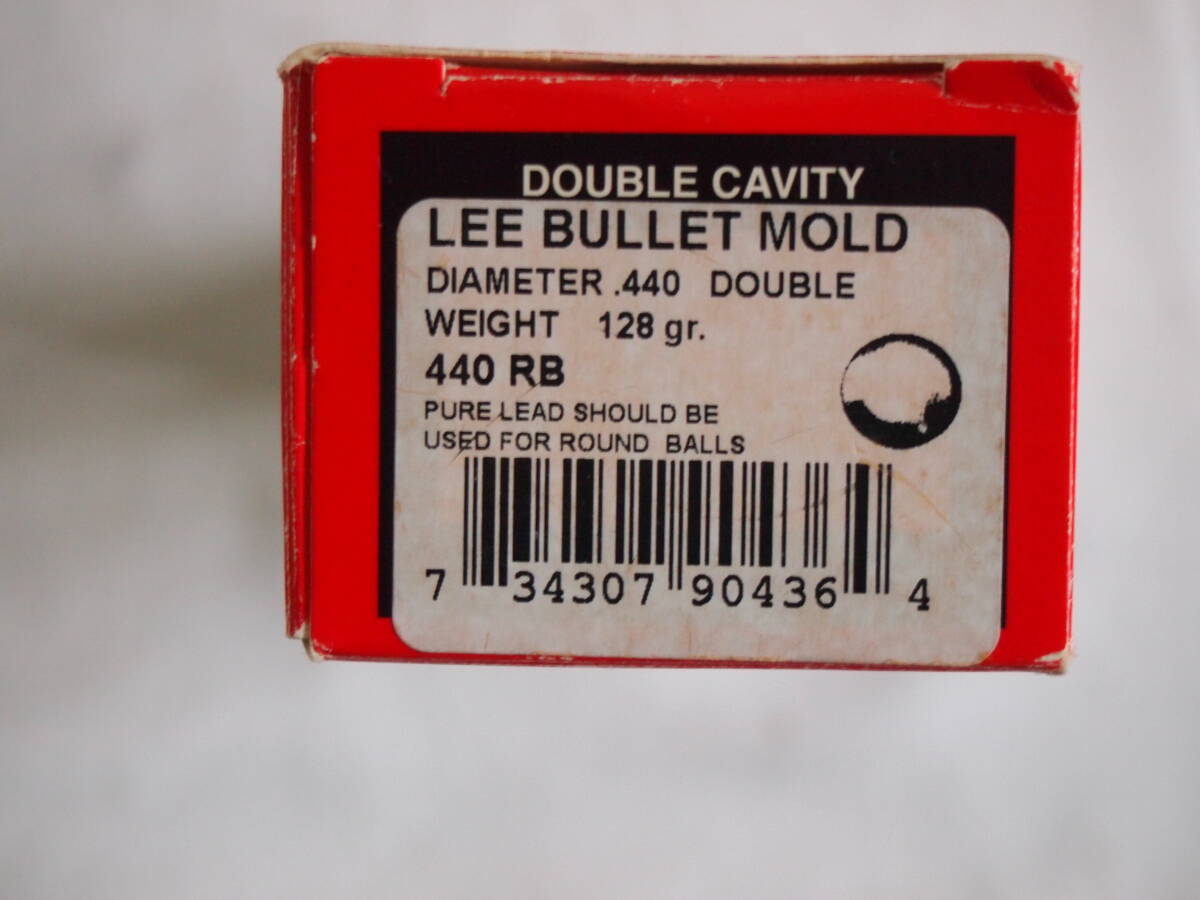 DOUBLE CAVITY
LEE BULLET MOLD
DIAMETER .440 DOUBLE
WEIGHT 128 gr.
440 RB
PURE LEAD SHOULD BE
USED FOR ROUND BALLS
7 34307 90436 4